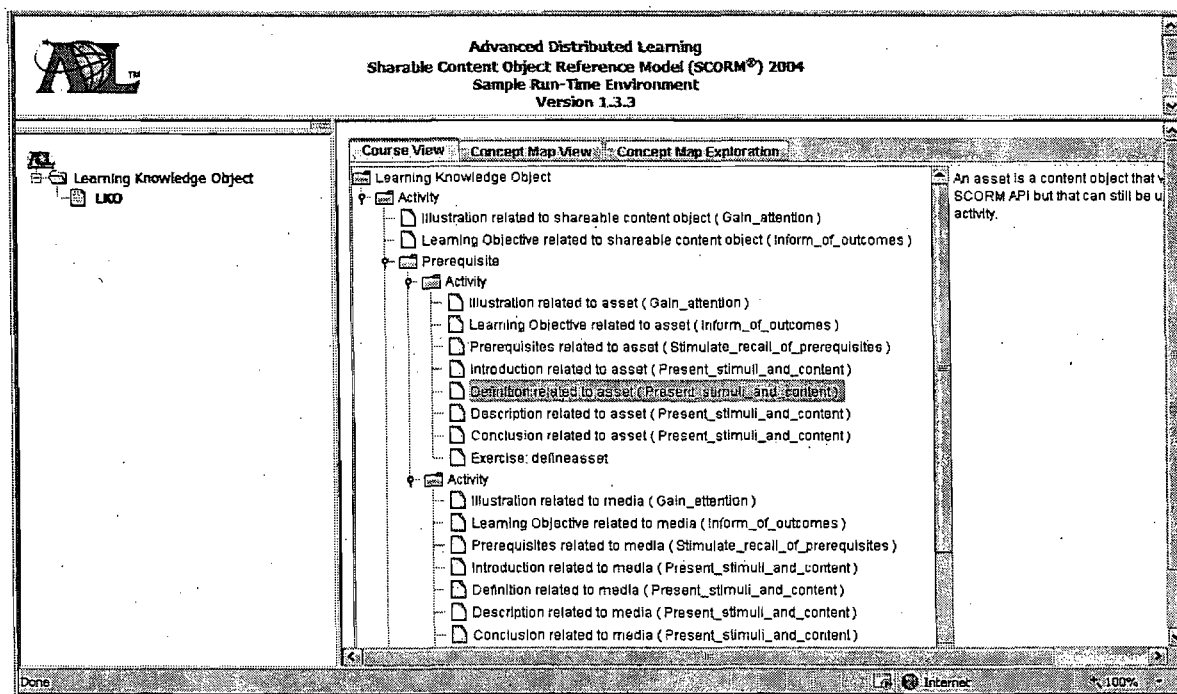 Advanced Distributed Learning
Sharable Content Object Reference Model (SCORM®) 2004
Sample Run-Time Environment
Version 1.3.3
TM
Learning Knowledge Object
LKO
Course View Concept Map View Concept Map Exploration
Learning Knowledge Object
Activity
Illustration related to shareable content object ( Gain_attention )
Learning Objective related to shareable content object ( Inform_of_outcomes )
Prerequisite
Activity
Illustration related to asset ( Gain_attention )
Learning Objective related to asset ( Inform_of_outcomes )
Prerequisites related to asset ( Stimulate_recall_of_prerequisites )
Introduction related to asset ( Present_stimuli_and_content )
Definition related to asset ( Present_stimuli_and_content )
Description related to asset ( Present_stimuli_and_content )
Conclusion related to asset ( Present_stimuli_and_content )
Exercise: defineasset
Activity
Illustration related to media ( Gain_attention )
Learning Objective related to media ( Inform_of_outcomes )
Prerequisites related to media ( Stimulate_recall_of_prerequisites )
Introduction related to media ( Present_stimuli_and_content )
Definition related to media ( Present_stimuli_and_content )
Description related to media ( Present_stimuli_and_content )
Conclusion related to media ( Present_stimuli_and_content )
An asset is a content object that
SCORM API but that can still be
activity.
Done Internet 100%